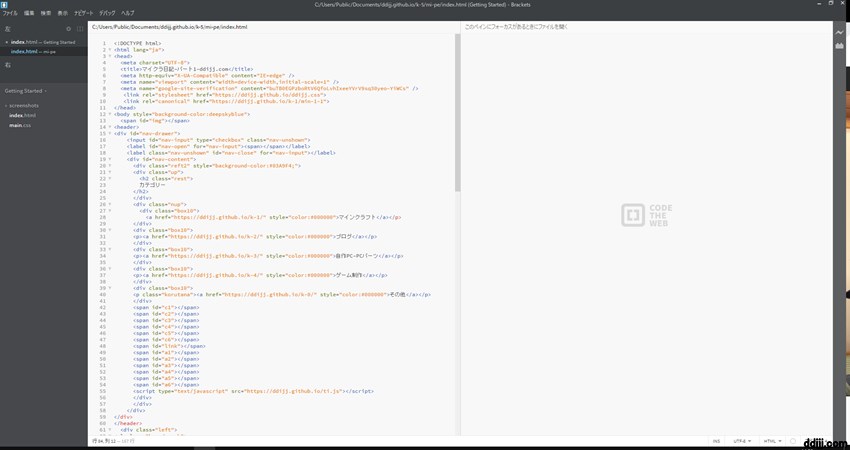 C:/Users/Public/Documents/ddijj.github.io/k-5/mi-pe/index.html (Getting Started) - Brackets
ファイル 編集 検索 表示 ナビゲート デバッグ ヘルプ
左
index.html — Getting Started
index.html — mi-pe
右
Getting Started
screenshots
index.html
main.css
C:/Users/Public/Documents/ddijj.github.io/k-5/mi-pe/index.html
1 <!DOCTYPE html>
2 <html lang="ja">
3 <head>
4 <meta charset="UTF-8">
5 <title>マイクラ日記-パート1-ddijj.com</title>
6 <meta http-equiv="X-UA-Compatible" content="IE=edge" />
7 <meta name="viewport" content="width=device-width,initial-scale=1" />
8 <meta name="google-site-verification"
9 <link rel="stylesheet" href="https://ddijj.github.io/ddijj.css">
10 <link rel="canonical" href="https://ddijj.github.io/k-1/min-1-1">
11 </head>
12 <body style="background-color:deepskyblue">
13 <span id="img"></span>
14 <header>
15 <div id="nav-drawer">
16 <input id="nav-input" type="checkbox" class="nav-unshown">
17 <label id="nav-open" for="nav-input"><span></span></label>
18 <label class="nav-unshown" id="nav-close" for="nav-input"></label>
19 <div id="nav-content">
20 <div class="reft2" style="background-color:#03A9F4;">
21 <div class="up">
22 <h2 class="rest">
23 カテゴリー
24 </h2>
25 </div>
26 <div class="nup">
27 <div class="box10">
28 <a href="https://ddijj.github.io/k-1/" style="color:#000000">マインクラフト</a></p>
29 </div>
30 <div class="box10">
31 <p><a href="https://ddijj.github.io/k-2/" style="color:#000000">ブログ</a></p>
32 </div>
33 <div class="box10">
34 <p><a href="https://ddijj.github.io/k-3/" style="color:#000000">自作PC-PCパーツ</a></p>
35 </div>
36 <div class="box10">
37 <p><a href="https://ddijj.github.io/k-4/" style="color:#000000">ゲーム制作</a></p>
38 </div>
39 <div class="box10">
40 <p class="korutama"><a href="https://ddijj.github.io/k-0/" style="color:#000000">その他</a></p>
41 </div>
42 <span id="c1"></span>
43 <span id="c2"></span>
44 <span id="c3"></span>
45 <span id="c4"></span>
46 <span id="c5"></span>
47 <span id="c6"></span>
48 <span id="link"></span>
49 <span id="a1"></span>
50 <span id="a2"></span>
51 <span id="a3"></span>
52 <span id="a4"></span>
53 <span id="a5"></span>
54 <span id="a6"></span>
55 <script type="text/javascript" src="https://ddijj.github.io/ti.js"></script>
56 </div>
57 </div>
58 </div>
59 </div>
60 </header>
61 <div class="left">
このペインにフォーカスがあるときにファイルを開く
CODE
THE
WEB
行 54, 列 12
INS UTF-8 HTML
ddijj.com